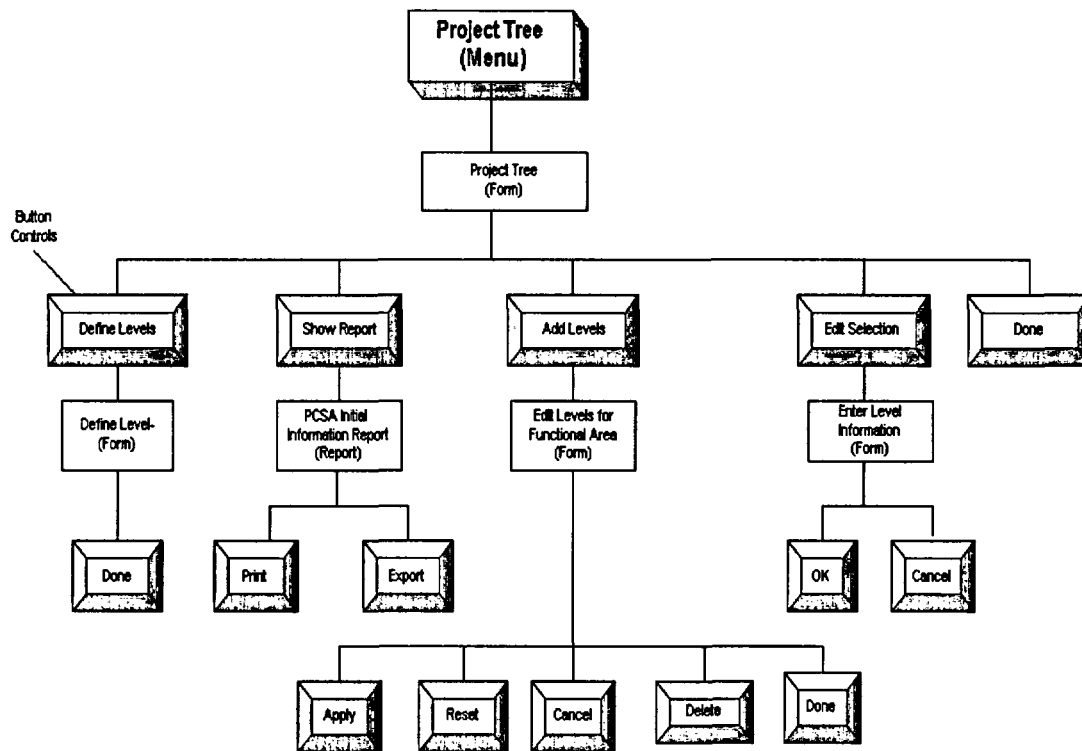 Project Tree
(Menu)
Project Tree
(Form)
Button
Controls
Define Levels
Show Report
Add Levels
Edit Selection
Done
Define Level-
(Form)
PCSA Initial
Information Report
(Report)
Edit Levels for
Functional Area
(Form)
Enter Level
Information
(Form)
Done
Print
Export
OK
Cancel
Apply
Reset
Cancel
Delete
Done